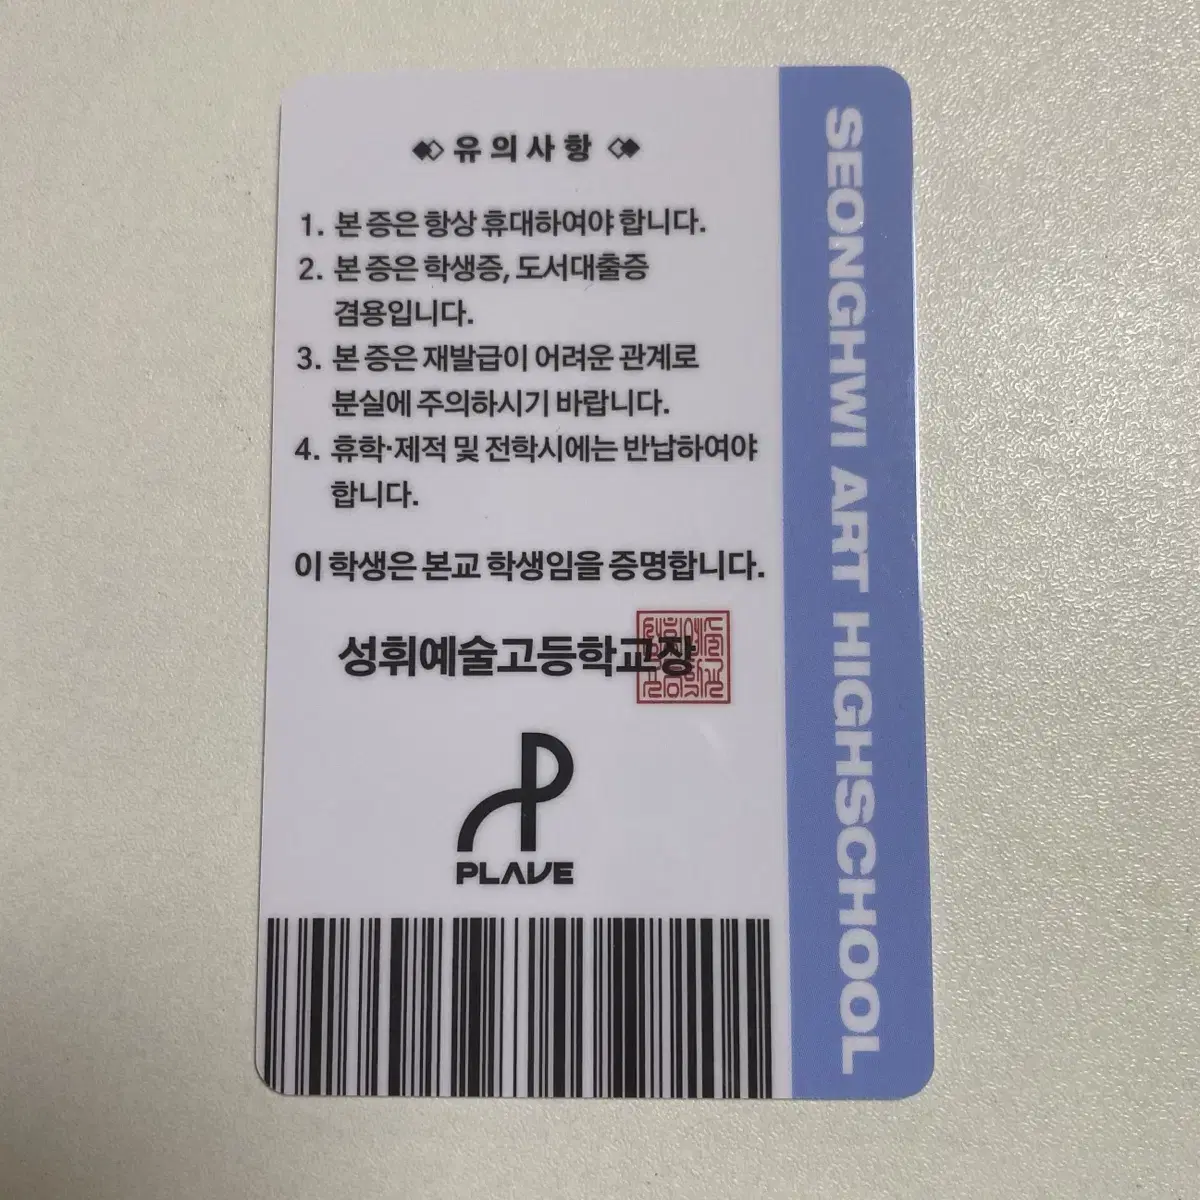 유의사항
1. 본 증은 항상 휴대하여야 합니다.
2. 본 증은 학생증, 도서대출증
겸용입니다.
3. 본 증은 재발급이 어려운 관계로
분실에 주의하시기 바랍니다.
4. 휴학·제적 및 전학시에는 반납하여야
합니다.
이 학생은 본교 학생임을 증명합니다.
성휘예술고등학교장
PLAVE
SEONGHWI ART HIGHSCHOOL